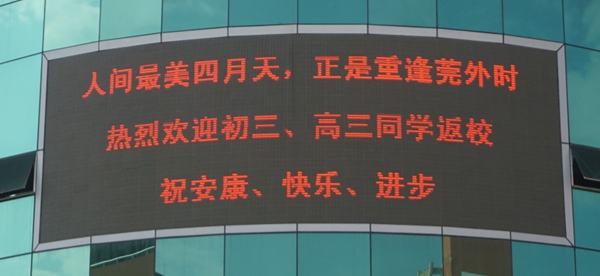 人间最美四月天，正是重逢莞外时
热烈欢迎初三、高三同学返校
祝安康、快乐、进步